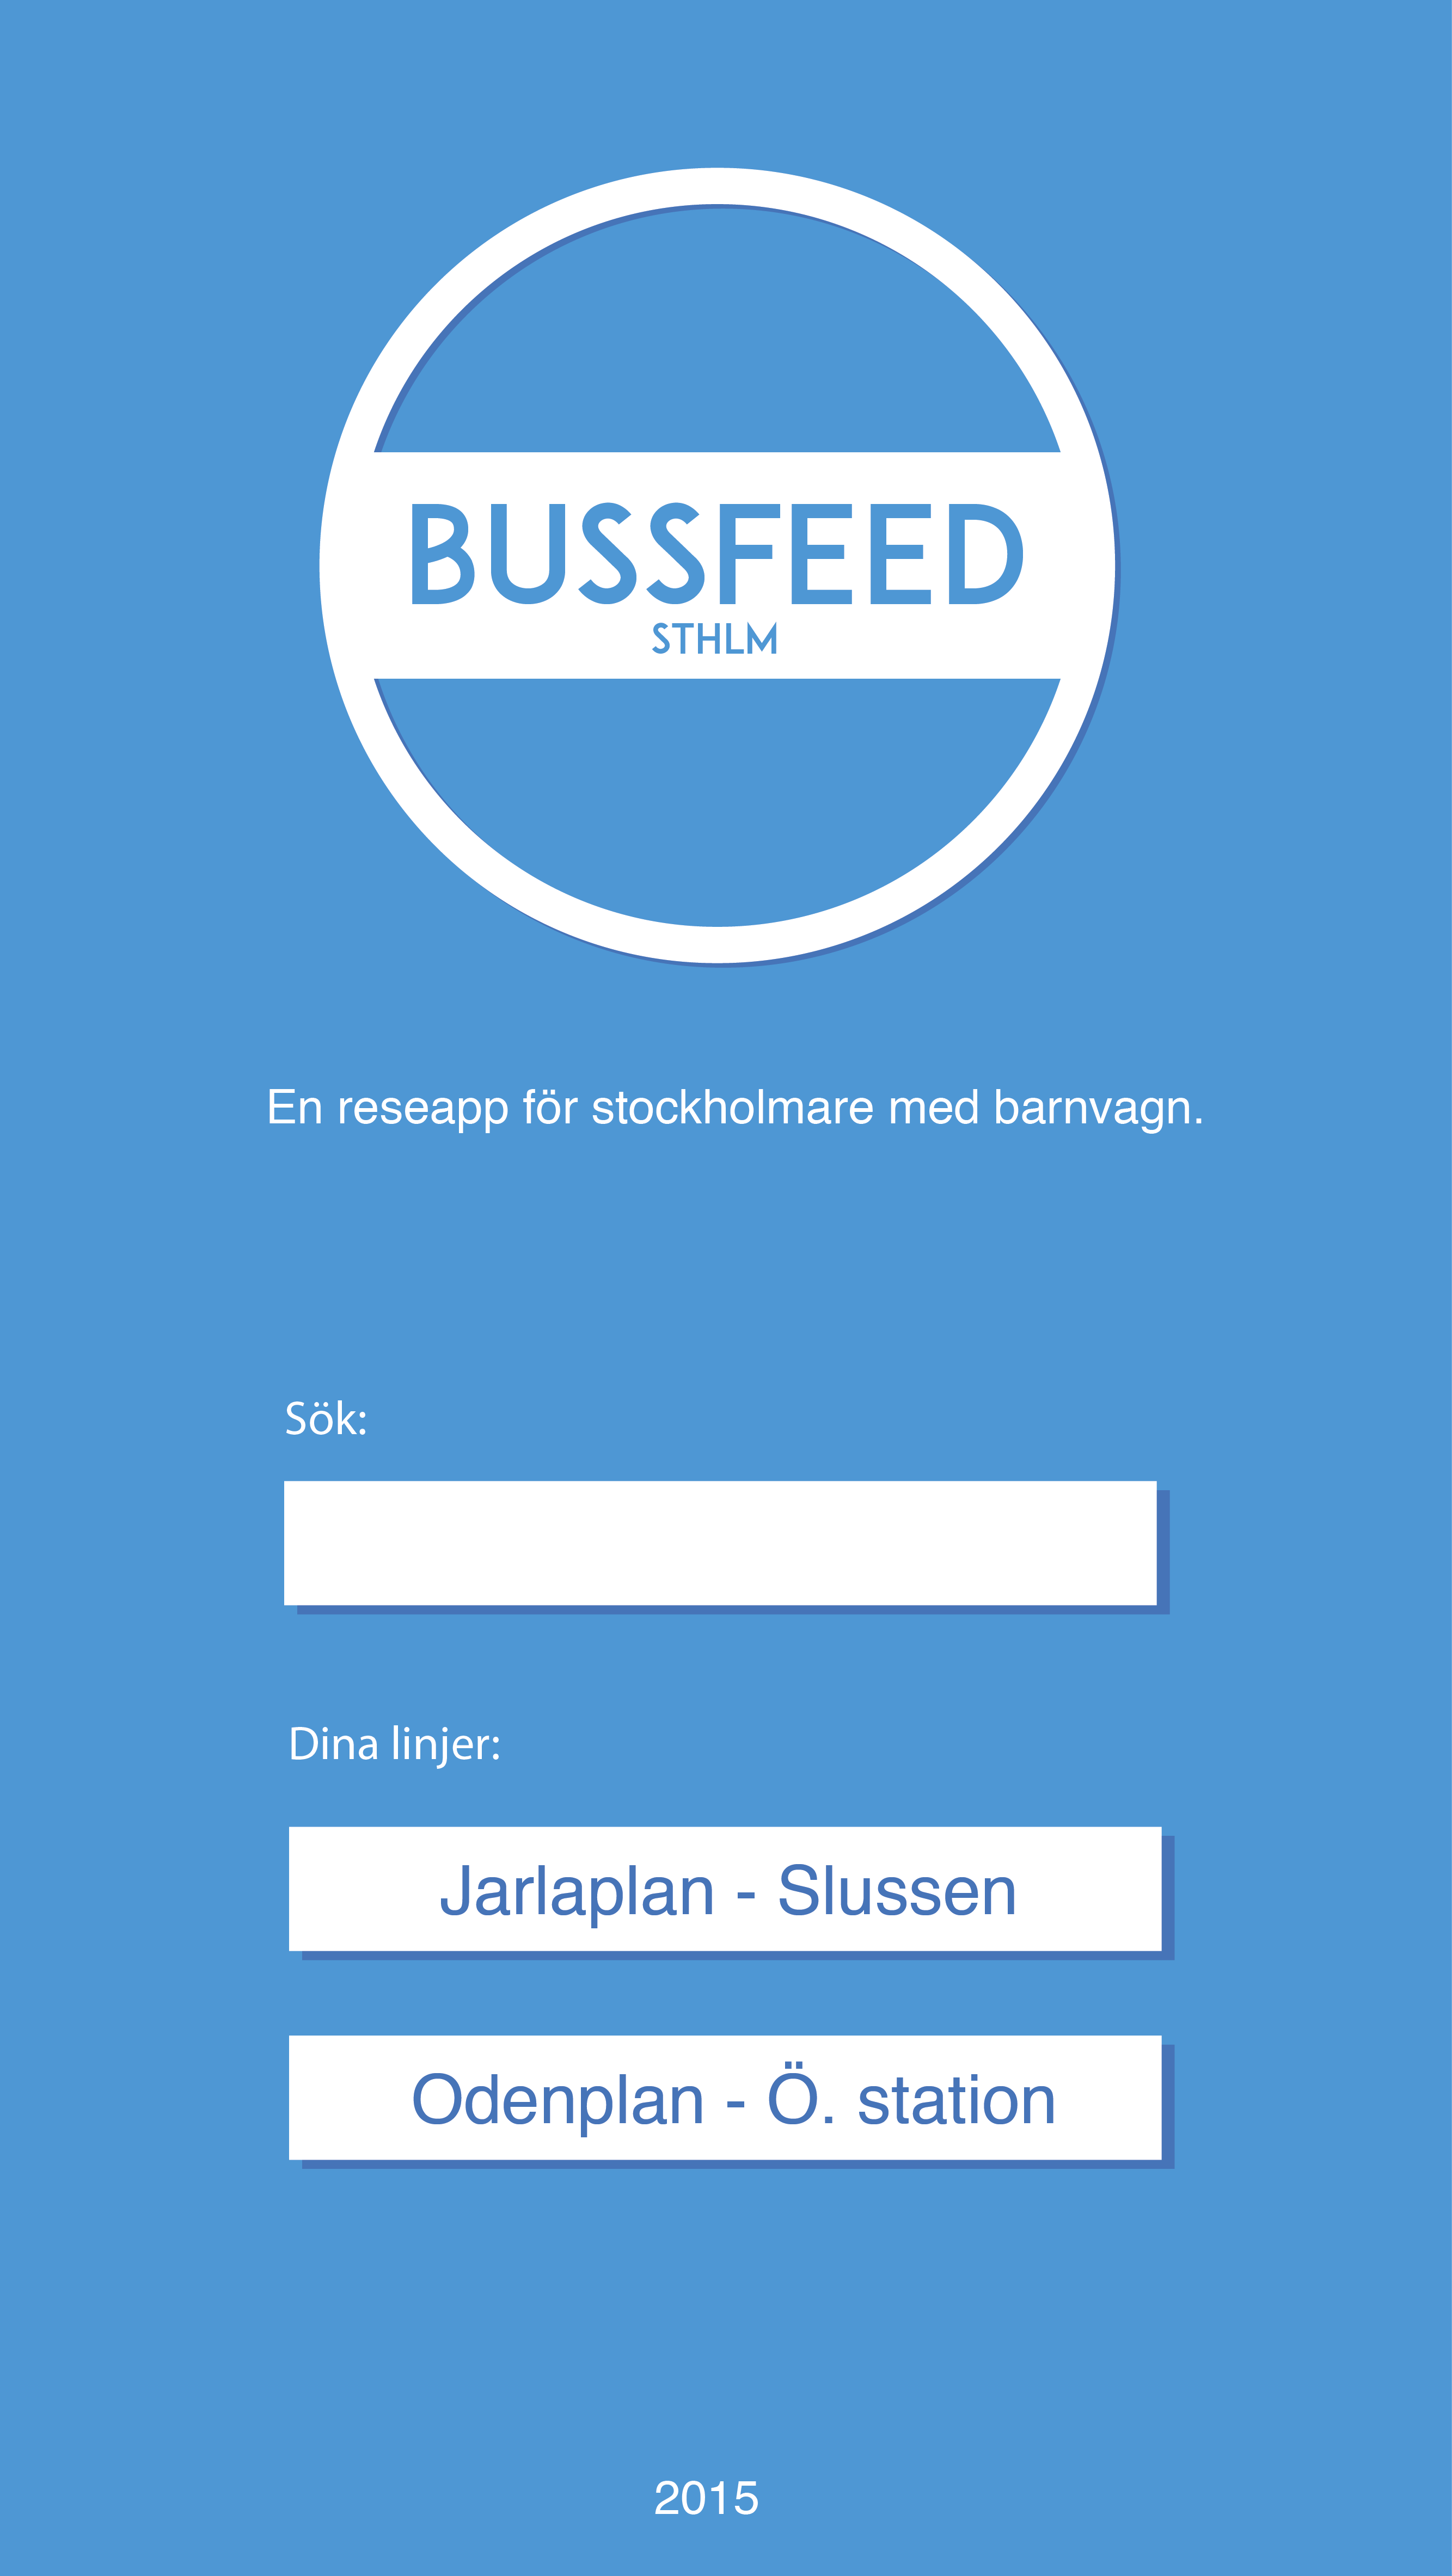 BUSSFEED
STHLM
En reseapp för stockholmare med barnvagn.
Sök:
Dina linjer:
Jarlaplan - Slussen
Odenplan - Ö. station
2015